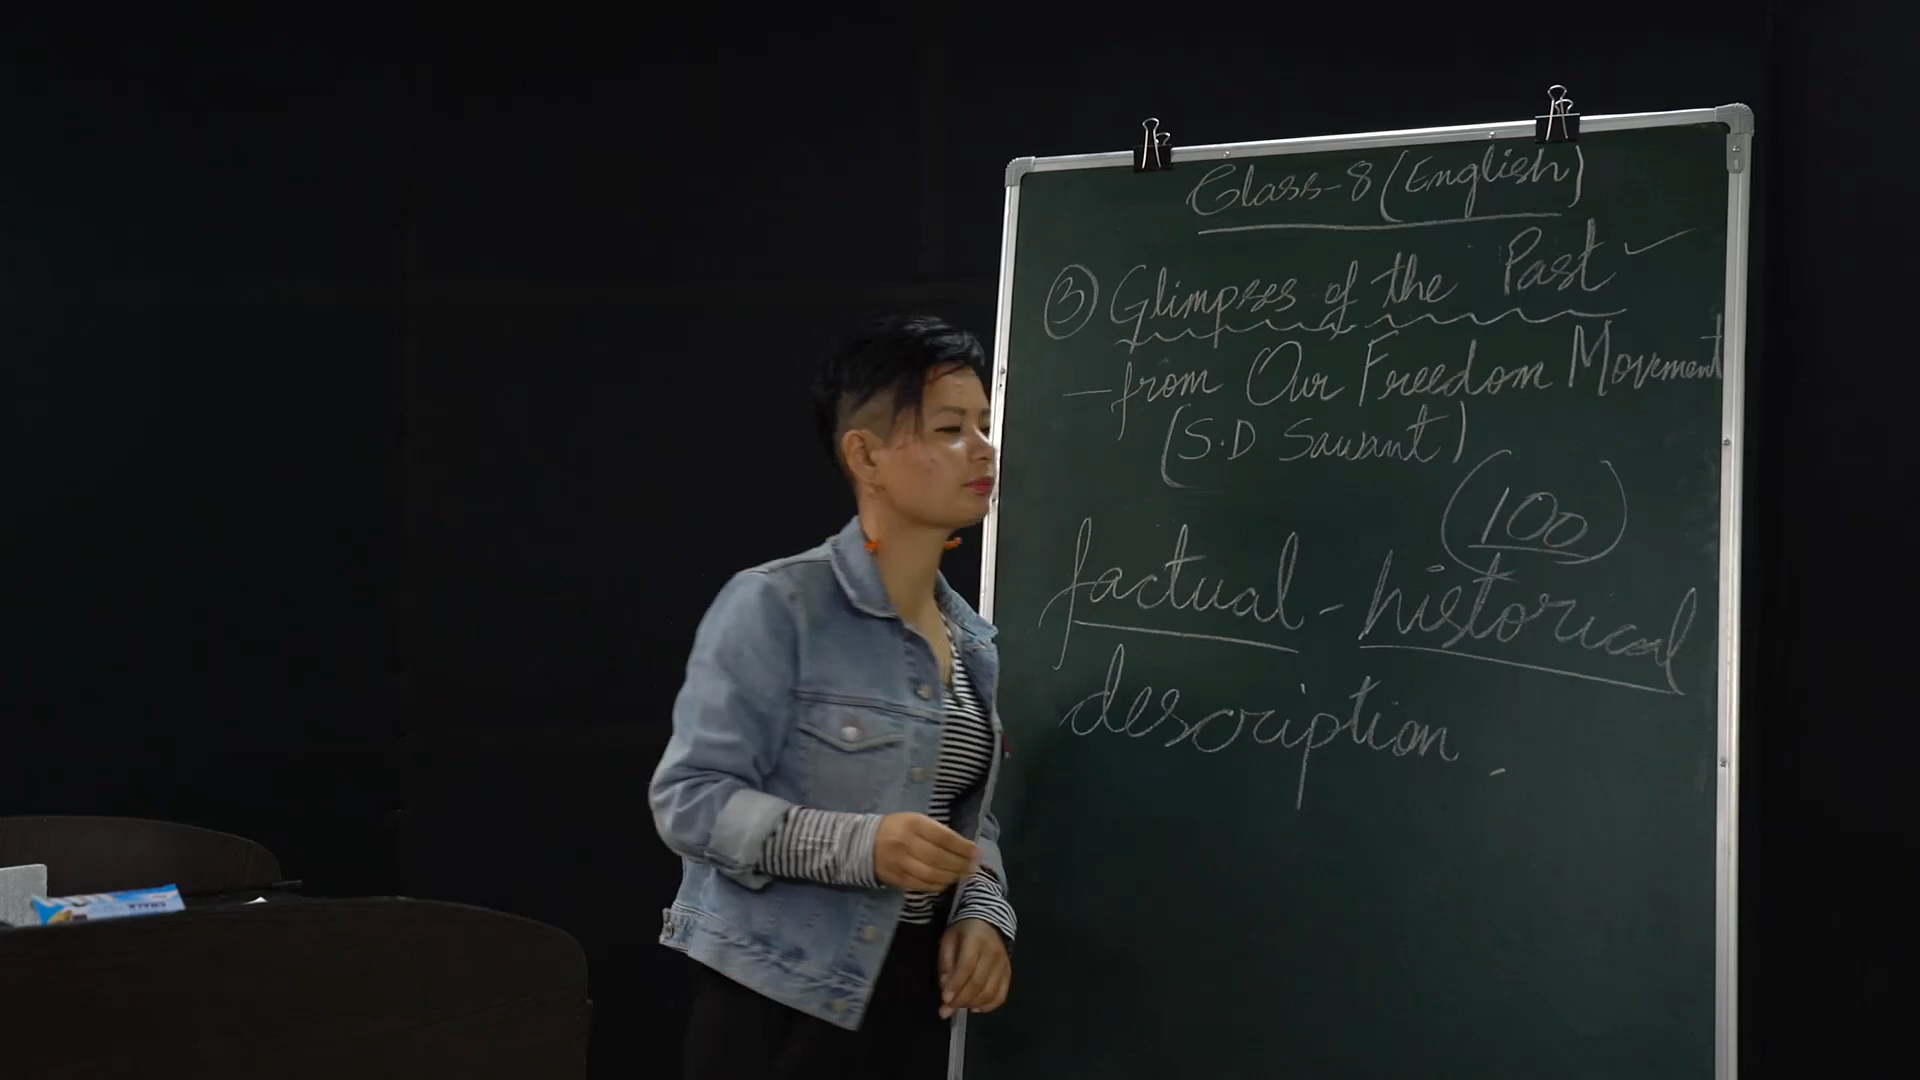 Class-8 (English)
③ Glimpses of the Past ✓
– from Our Freedom Movement
(S.D Sawant)
(100)
factual - historical
description.